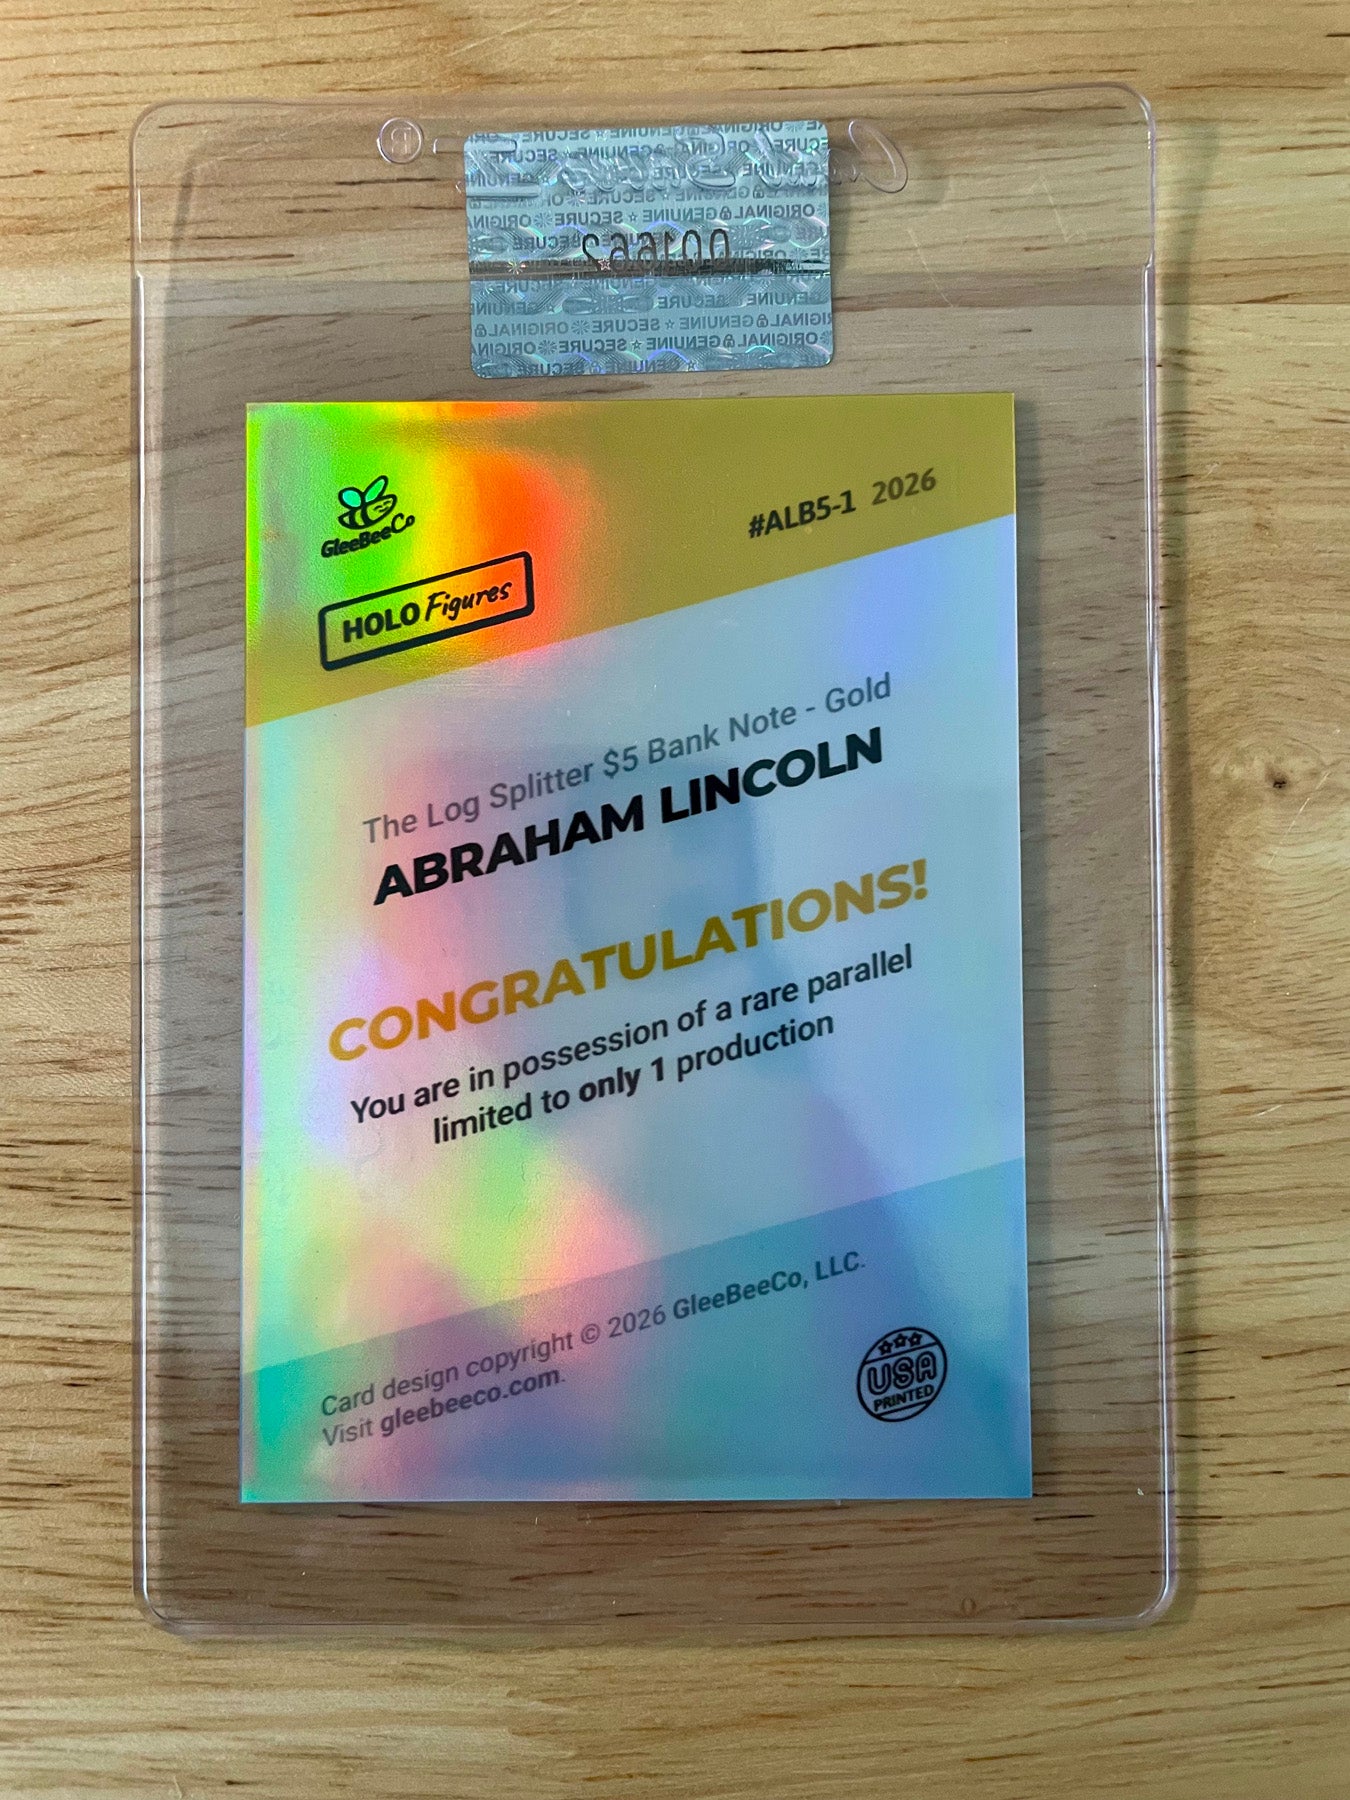 001662
GleeBeeCo
#ALB5-1 2026
HOLO Figures
The Log Splitter $5 Bank Note - Gold
ABRAHAM LINCOLN
CONGRATULATIONS!
You are in possession of a rare parallel
limited to only 1 production
Card design copyright © 2026 GleeBeeCo, LLC.
Visit gleebeeco.com.
USA
PRINTED